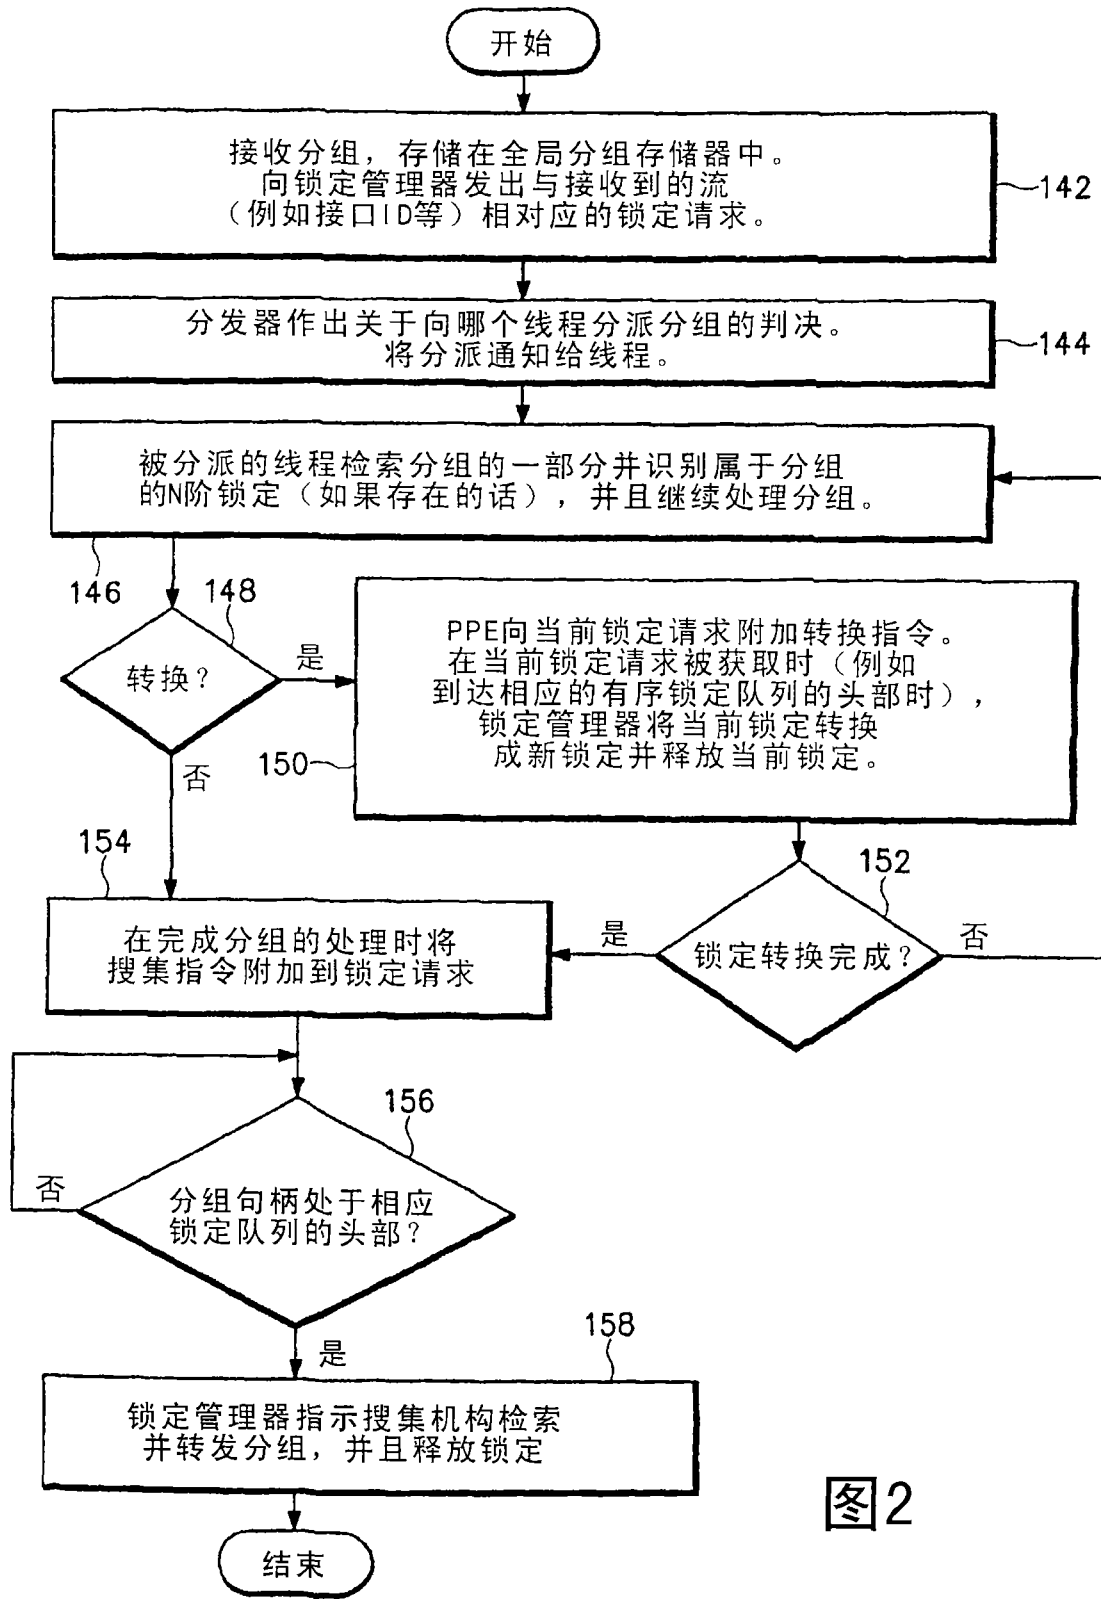 开始
接收分组，存储在全局分组存储器中。
向锁定管理器发出与接收到的流
（例如接口ID等）相对应的锁定请求。
142
分发器作出关于向哪个线程分派分组的判决。
将分派通知给线程。
144
被分派的线程检索分组的一部分并识别属于分组
的N阶锁定（如果存在的话），并且继续处理分组。
146
148
转换？
是
否
PPE向当前锁定请求附加转换指令。
在当前锁定请求被获取时（例如
到达相应的有序锁定队列的头部时），
锁定管理器将当前锁定转换
成新锁定并释放当前锁定。
150
152
锁定转换完成？
是
否
154
在完成分组的处理时将
搜集指令附加到锁定请求
156
分组句柄处于相应
锁定队列的头部？
否
是
158
锁定管理器指示搜集机构检索
并转发分组，并且释放锁定
结束
图2